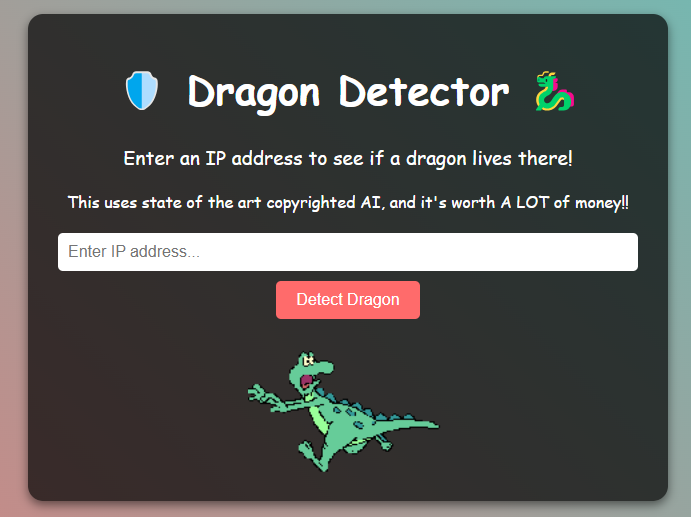 Dragon Detector
Enter an IP address to see if a dragon lives there!
This uses state of the art copyrighted AI, and it's worth A LOT of money!!
Enter IP address...
Detect Dragon